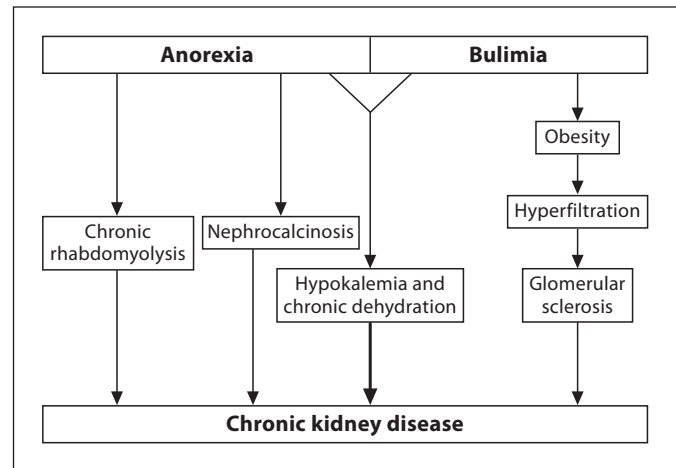 Anorexia
Bulimia
Obesity
Hyperfiltration
Chronic
rhabdomyolysis
Nephrocalcinosis
Hypokalemia and
chronic dehydration
Glomerular
sclerosis
Chronic kidney disease